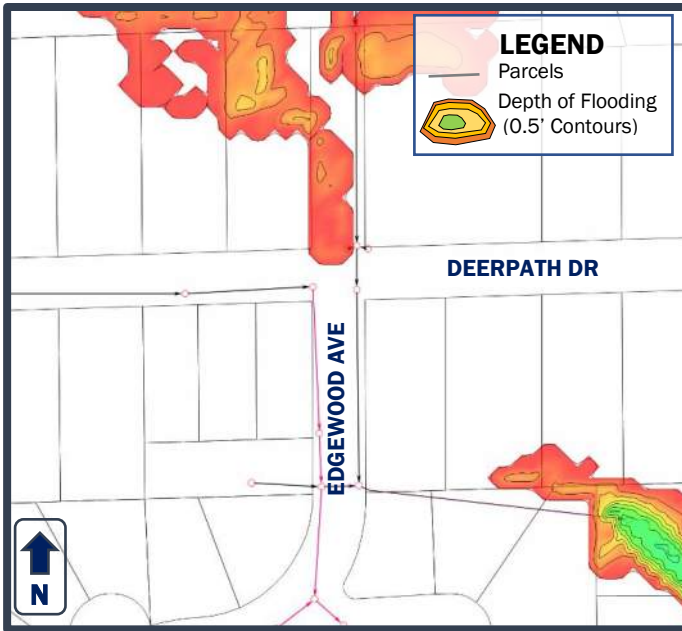 LEGEND
Parcels
Depth of Flooding
(0.5' Contours)
DEERPATH DR
EDGEWOOD AVE
N